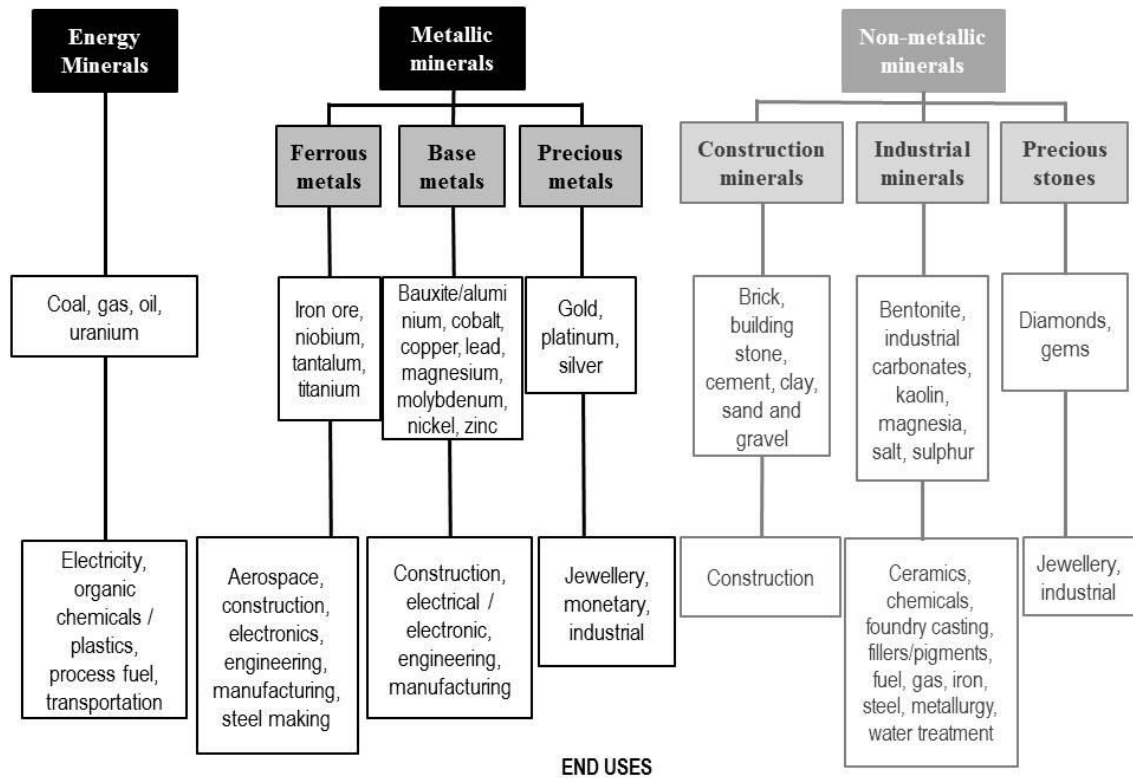 Energy
Minerals
Metallic
minerals
Non-metallic
minerals
Ferrous
metals
Base
metals
Precious
metals
Construction
minerals
Industrial
minerals
Precious
stones
Coal, gas, oil,
uranium
Iron ore,
niobium,
tantalum,
titanium
Bauxite/alumi
nium, cobalt,
copper, lead,
magnesium,
molybdenum,
nickel, zinc
Gold,
platinum,
silver
Brick,
building
stone,
cement, clay,
sand and
gravel
Bentonite,
industrial
carbonates,
kaolin,
magnesia,
salt, sulphur
Diamonds,
gems
Electricity,
organic
chemicals /
plastics,
process fuel,
transportation
Aerospace,
construction,
electronics,
engineering,
manufacturing,
steel making
Construction,
electrical /
electronic,
engineering,
manufacturing
Jewellery,
monetary,
industrial
Construction
Ceramics,
chemicals,
foundry casting,
fillers/pigments,
fuel, gas, iron,
steel, metallurgy,
water treatment
Jewellery,
industrial
END USES